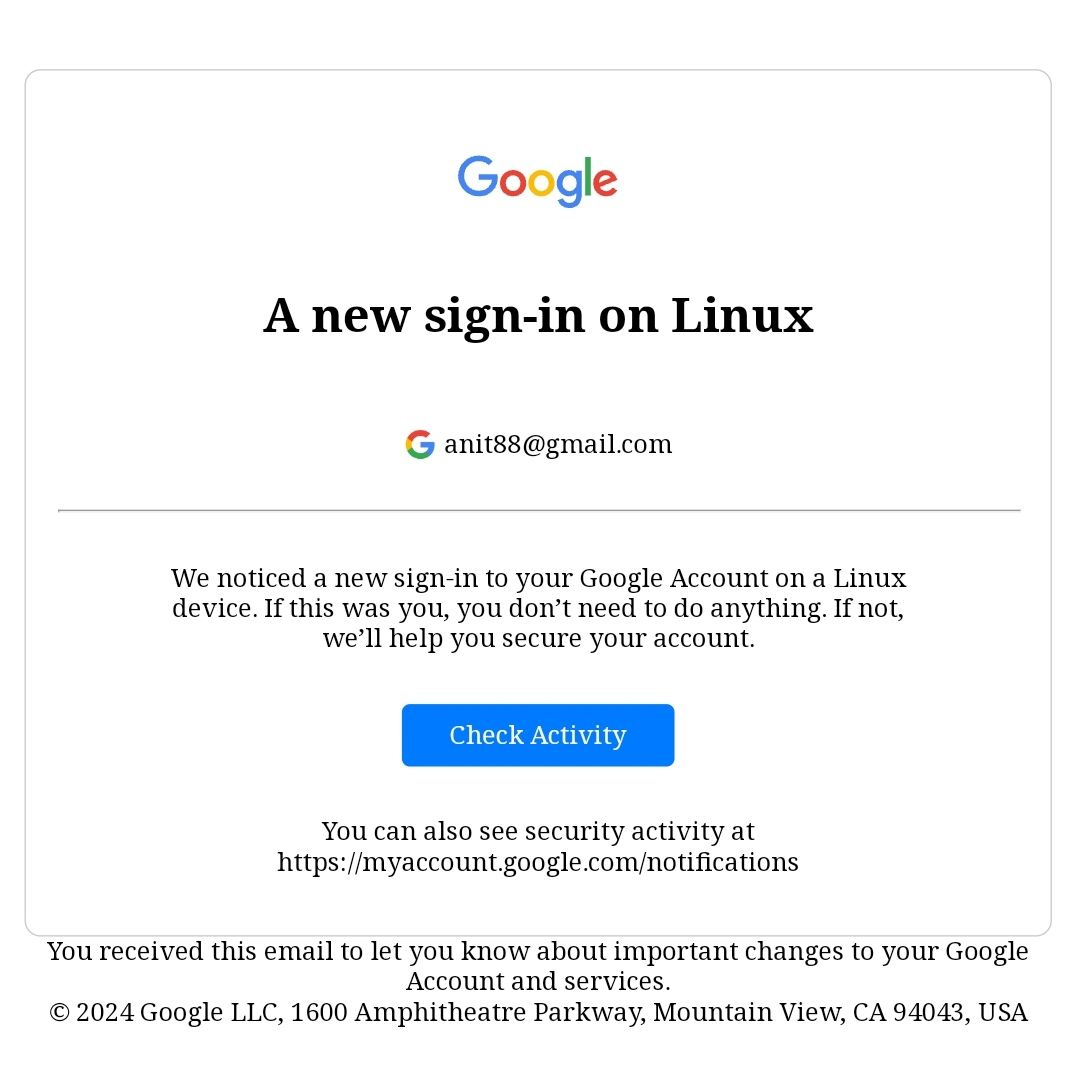 Google
A new sign-in on Linux
anit88@gmail.com
We noticed a new sign-in to your Google Account on a Linux
device. If this was you, you don’t need to do anything. If not,
we’ll help you secure your account.
Check Activity
You can also see security activity at
https://myaccount.google.com/notifications
You received this email to let you know about important changes to your Google
Account and services.
© 2024 Google LLC, 1600 Amphitheatre Parkway, Mountain View, CA 94043, USA